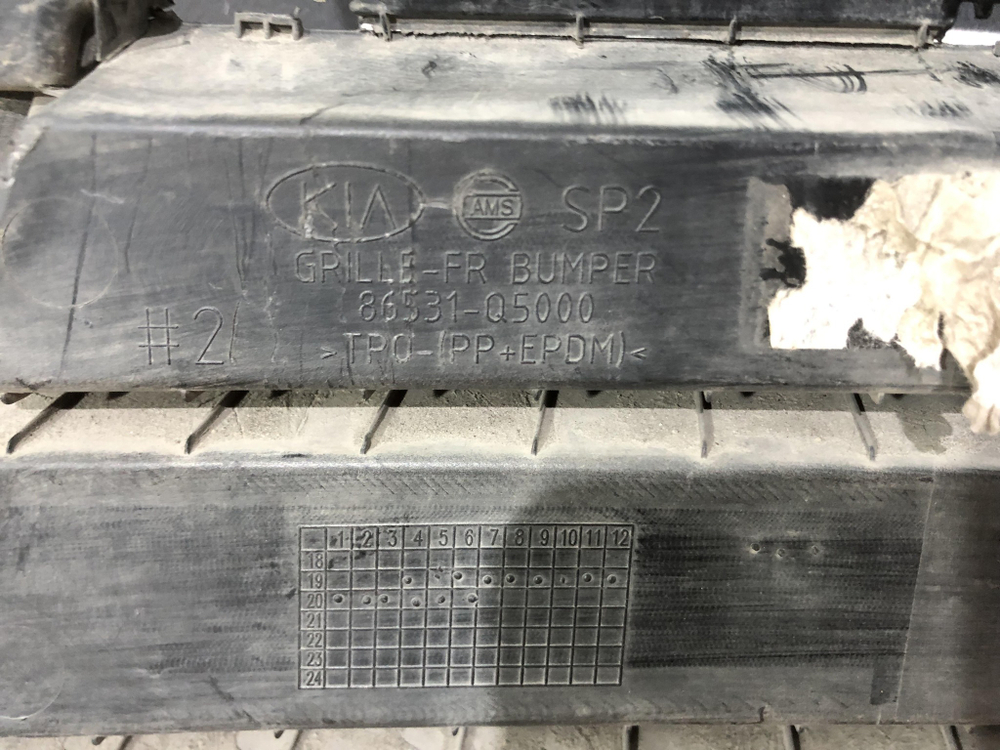 KIA AMS SP2
GRILLE-FR BUMPER
86531-Q5000
#2
>TPO-(PP+EPDM)<
1 2 3 4 5 6 7 8 9 10 11 12
18
19
20
21
22
23
24